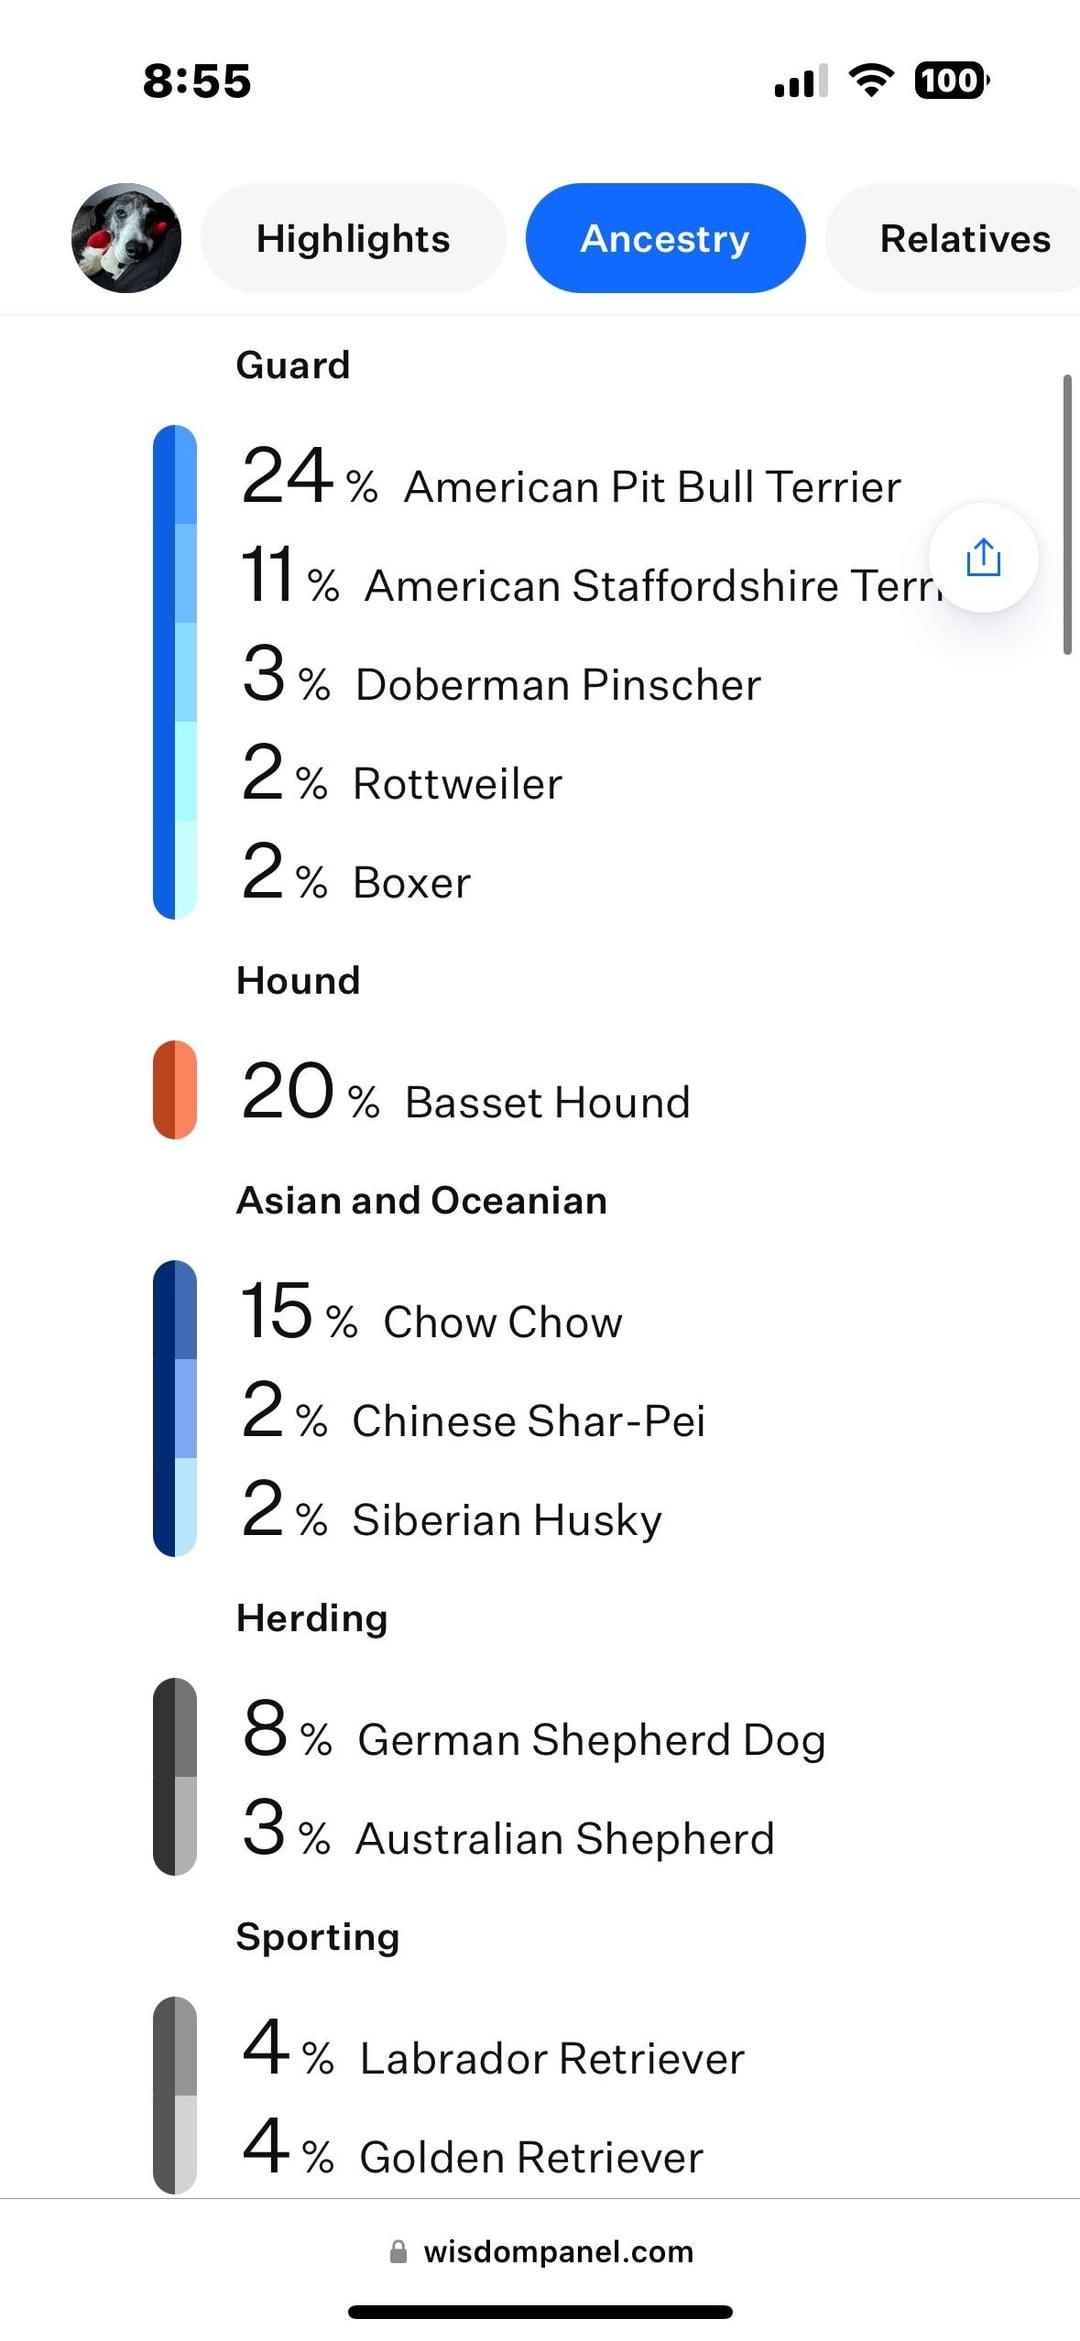 8:55
100
Highlights
Ancestry
Relatives
Guard
24 % American Pit Bull Terrier
11 % American Staffordshire
3 % Doberman Pinscher
2 % Rottweiler
2 % Boxer
Hound
20 % Basset Hound
Asian and Oceanian
15 % Chow Chow
2 % Chinese Shar-Pei
2 % Siberian Husky
Herding
8 % German Shepherd Dog
3 % Australian Shepherd
Sporting
4 % Labrador Retriever
4 % Golden Retriever
wisdompanel.com